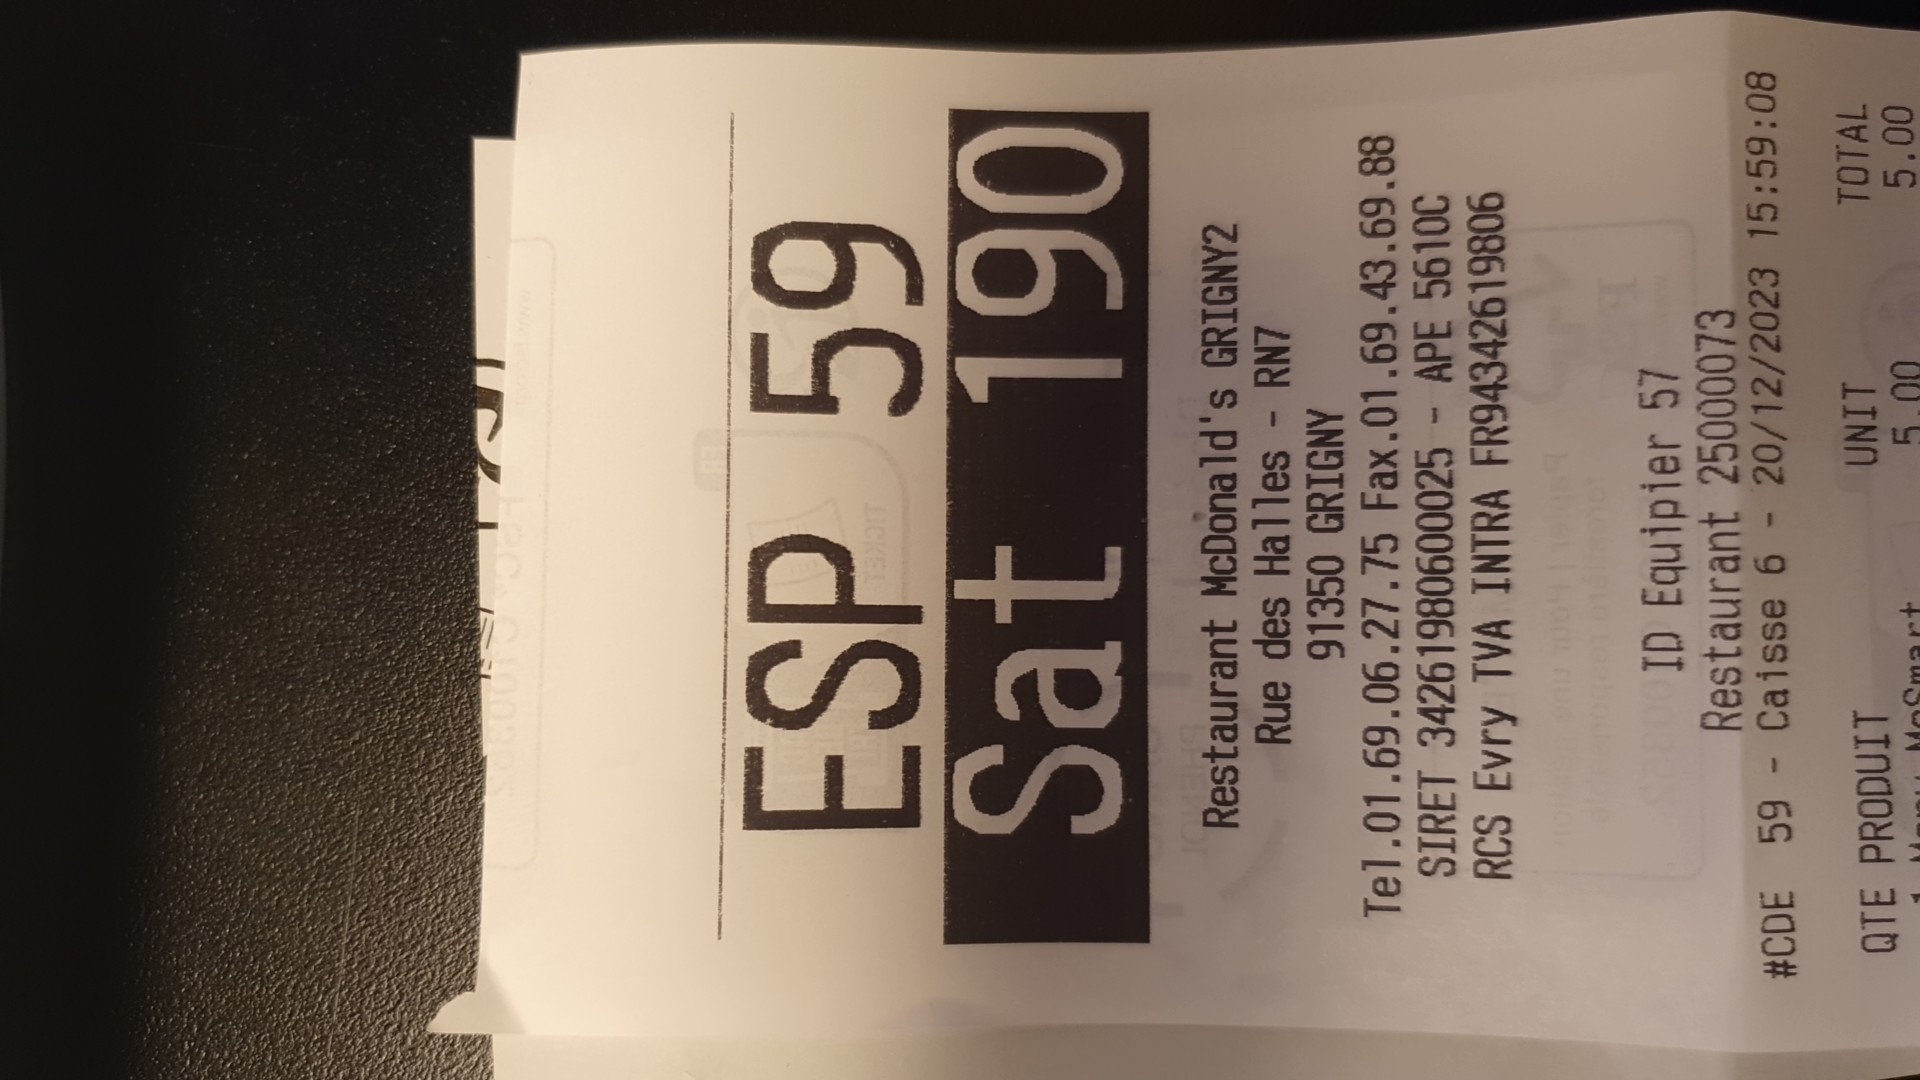 ESP 59
Sat 190
Restaurant McDonald's GRIGNY2
Rue des Halles - RN7
91350 GRIGNY
Tel.01.69.06.27.75 Fax.01.69.43.69.88
SIRET 34261980600025 - APE 5610C
RCS Evry TVA INTRA FR94342619806
ID Equipier 57
Restaurant 25000073
#CDE 59 - Caisse 6 - 20/12/2023 15:59:08
QTE PRODUIT UNIT TOTAL
1 Menu McSmart 5.00 5.00